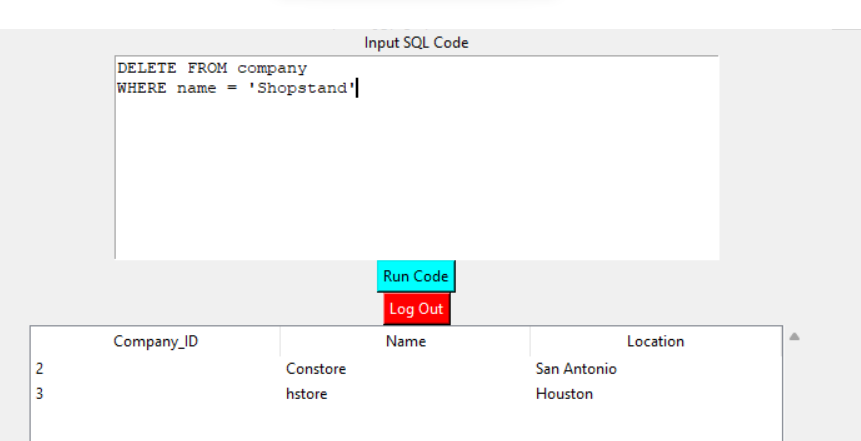 Input SQL Code
DELETE FROM company
WHERE name = 'Shopstand'
Run Code
Log Out
Company_ID Name Location
2 Constore San Antonio
3 hstore Houston